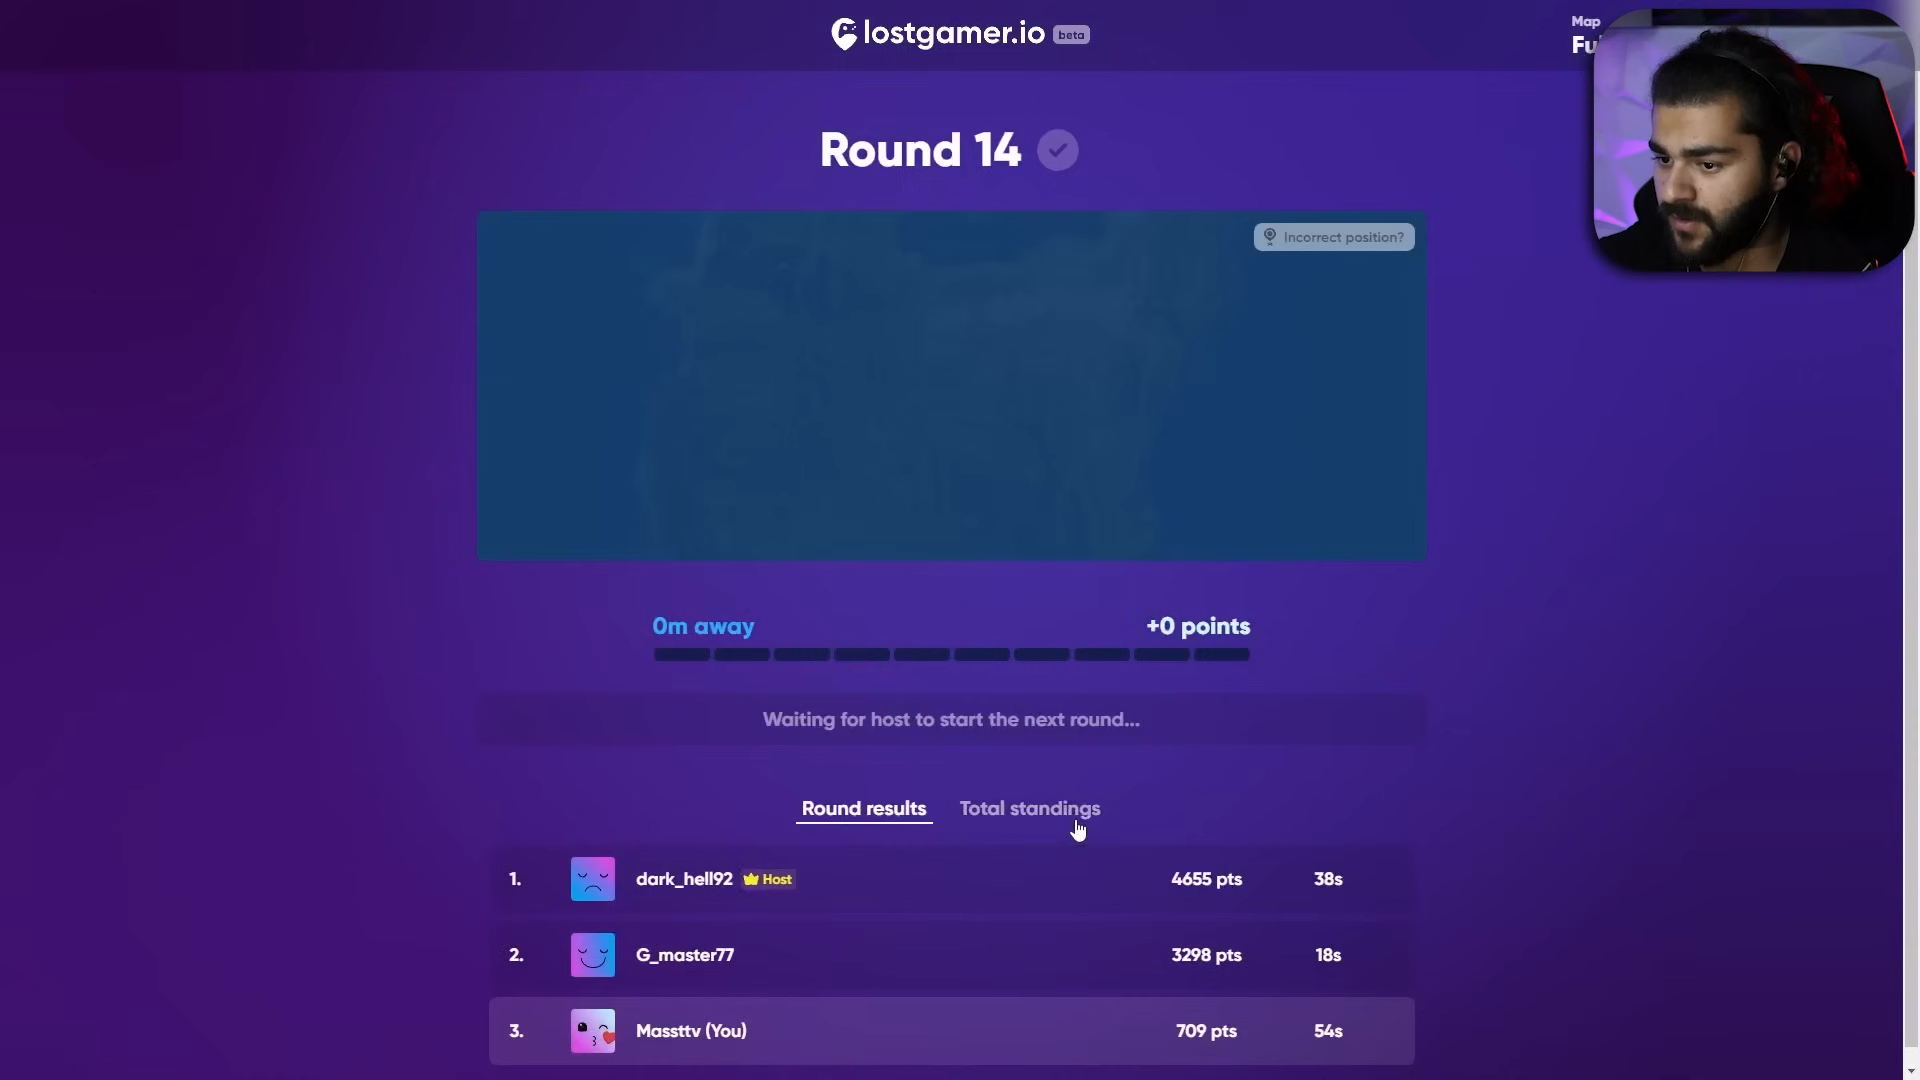 lostgamer.io beta
Map
Fu
Round 14
Incorrect position?
0m away
+0 points
Waiting for host to start the next round...
Round results
Total standings
1. dark_hell92 Host 4655 pts 38s
2. G_master77 3298 pts 18s
3. Massttv (You) 709 pts 54s